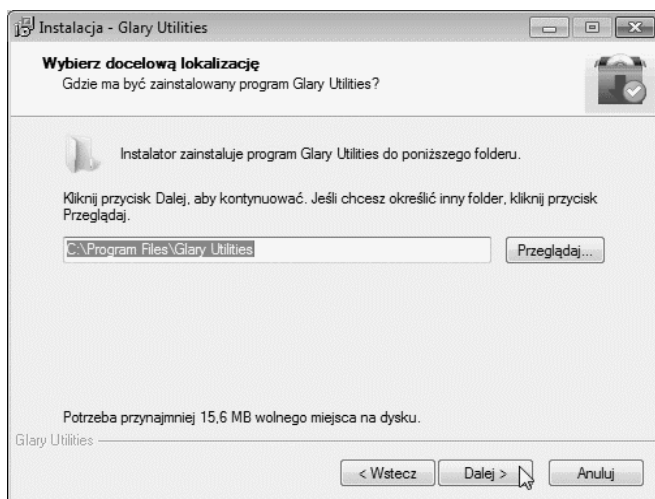 Instalacja - Glary Utilities
Wybierz docelową lokalizację
Gdzie ma być zainstalowany program Glary Utilities?
Instalator zainstaluje program Glary Utilities do poniższego folderu.
Kliknij przycisk Dalej, aby kontynuować. Jeśli chcesz określić inny folder, kliknij przycisk
Przeglądaj.
C:\Program Files\Glary Utilities
Przeglądaj...
Potrzeba przynajmniej 15,6 MB wolnego miejsca na dysku.
Glary Utilities
< Wstecz
Dalej >
Anuluj